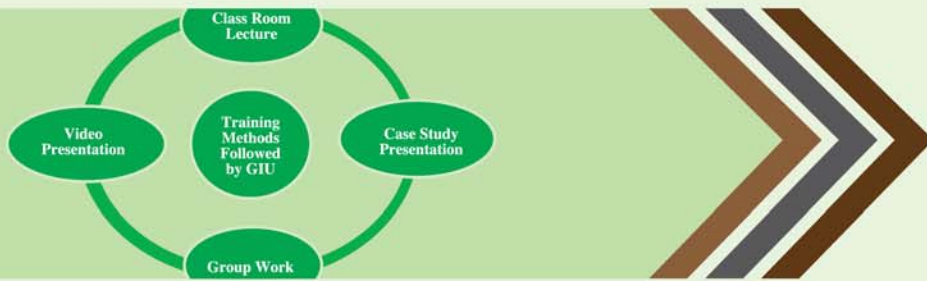 Class Room
Lecture
Video
Presentation
Training
Methods
Followed
by GIU
Case Study
Presentation
Group Work